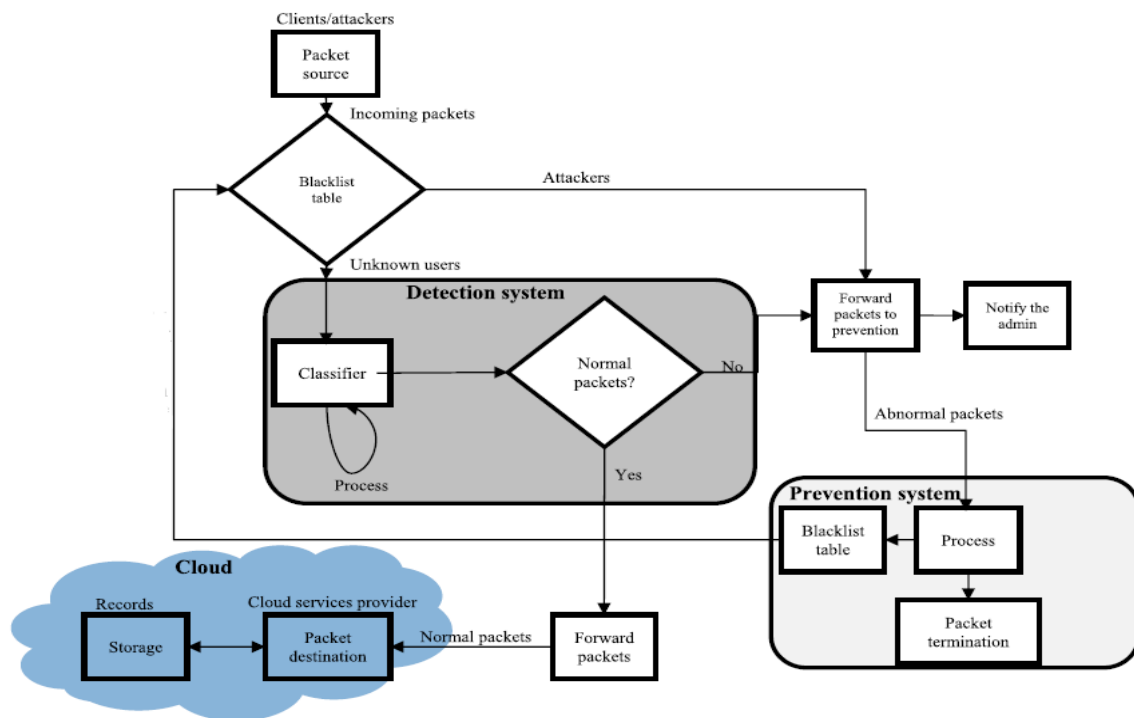 Clients/attackers
Packet
source
Incoming packets
Blacklist
table
Attackers
Unknown users
Detection system
Classifier
Process
Normal
packets?
No
Yes
Forward
packets to
prevention
Notify the
admin
Abnormal packets
Prevention system
Blacklist
table
Process
Packet
termination
Cloud
Records
Storage
Cloud services provider
Packet
destination
Normal packets
Forward
packets